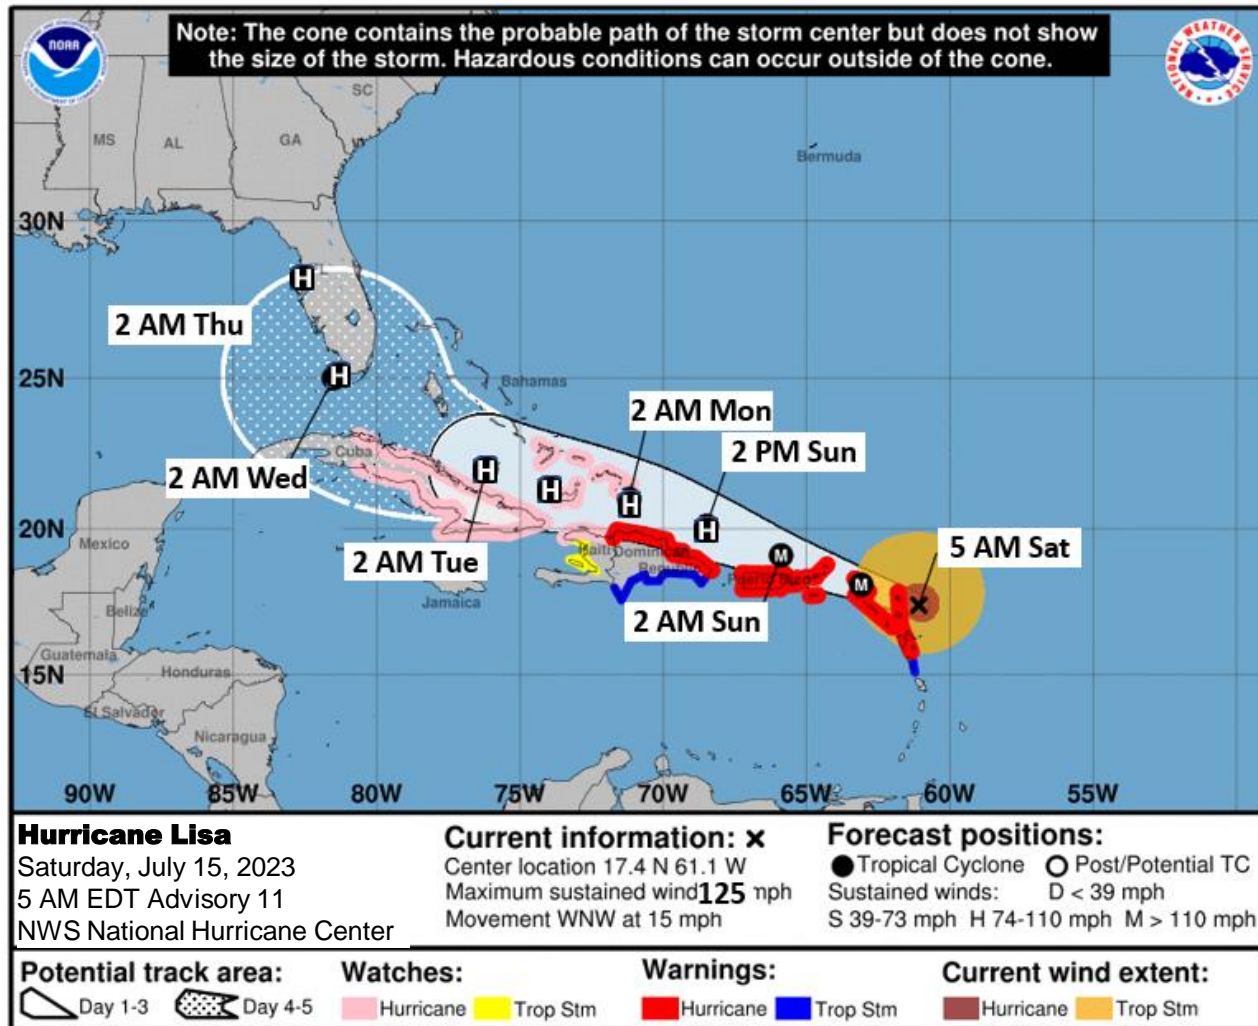 Note: The cone contains the probable path of the storm center but does not show
the size of the storm. Hazardous conditions can occur outside of the cone.
NOAA
NATIONAL WEATHER SERVICE
SC
MS
AL
GA
Bermuda
30N
FL
2 AM Thu
25N
Bahamas
2 AM Mon
2 PM Sun
Cuba
2 AM Wed
20N
5 AM Sat
Mexico
2 AM Tue
Haiti
Dominican
Republic
Puerto Rico
Jamaica
Belize
2 AM Sun
Guatemala
Honduras
15N
El Salvador
Nicaragua
H
H
H
H
H
H
M
M
90W 85W 80W 75W 70W 65W 60W 55W
Hurricane Lisa
Saturday, July 15, 2023
5 AM EDT Advisory 11
NWS National Hurricane Center
Current information: ×
Center location 17.4 N 61.1 W
Maximum sustained wind 125 mph
Movement WNW at 15 mph
Forecast positions:
Tropical Cyclone Post/Potential TC
Sustained winds: D < 39 mph
S 39-73 mph H 74-110 mph M > 110 mph
Potential track area:
Day 1-3 Day 4-5
Watches:
Hurricane Trop Stm
Warnings:
Hurricane Trop Stm
Current wind extent:
Hurricane Trop Stm